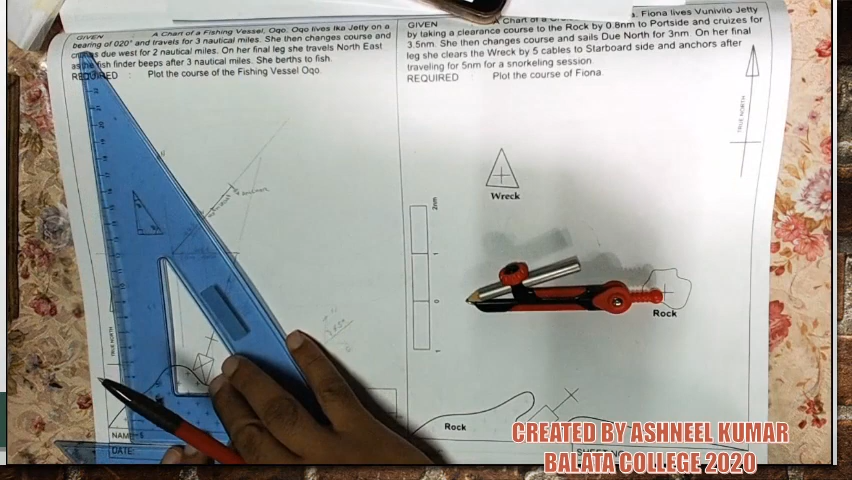 GIVEN : A Chart of a Fishing Vessel, Oqo. Oqo lives Ika Jetty on a
bearing of 020° and travels for 3 nautical miles. She then changes course and
as due west for 2 nautical miles. On her final leg she travels North East
as the fish finder beeps after 3 nautical miles. She berths to fish.
REQUIRED : Plot the course of the Fishing Vessel Oqo.
TRUE NORTH
DATE:
GIVEN : A Chart of a Fiona lives Vunivilo Jetty
by taking a clearance course to the Rock by 0.8nm to Portside and cruizes for
3.5nm. She then changes course and sails Due North for 3nm. On her final
leg she clears the Wreck by 5 cables to Starboard side and anchors after
traveling for 5nm for a snorkeling session.
REQUIRED : Plot the course of Fiona.
TRUE NORTH
Wreck
2nm
1
0
1
Rock
Rock
CREATED BY ASHNEEL KUMAR
BALATA COLLEGE 2020